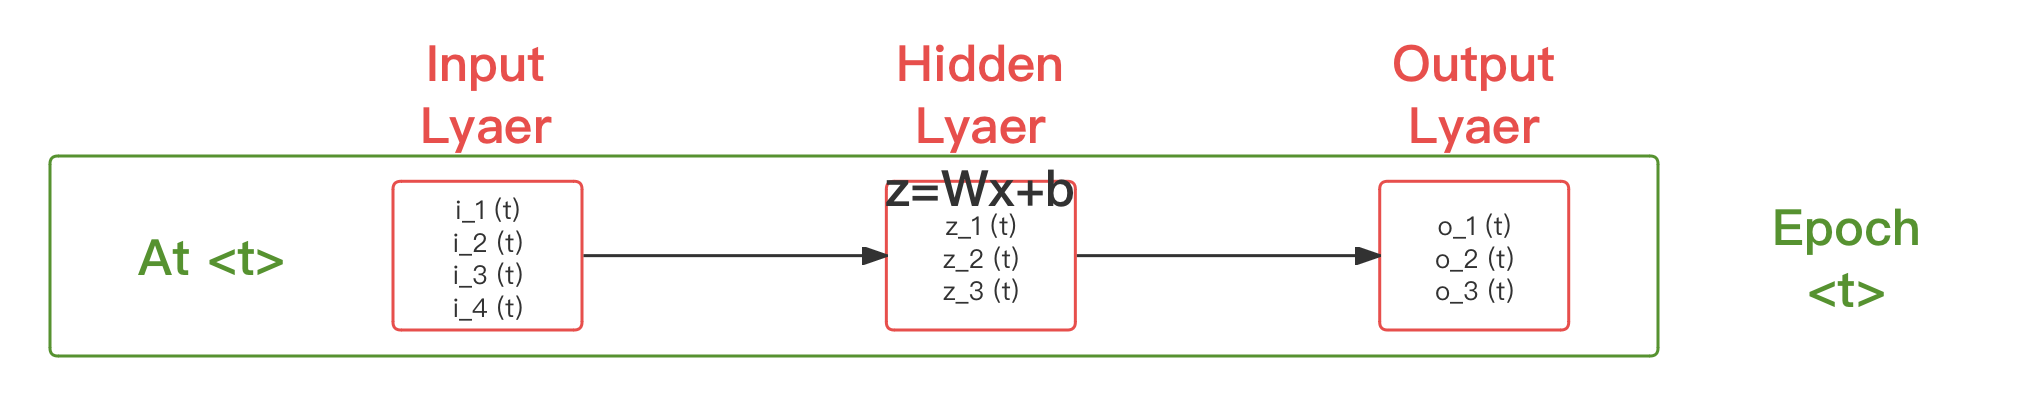 Input
Lyaer
Hidden
Lyaer
Output
Lyaer
At <t>
i_1 (t)
i_2 (t)
i_3 (t)
i_4 (t)
z=Wx+b
z_1 (t)
z_2 (t)
z_3 (t)
o_1 (t)
o_2 (t)
o_3 (t)
Epoch
<t>